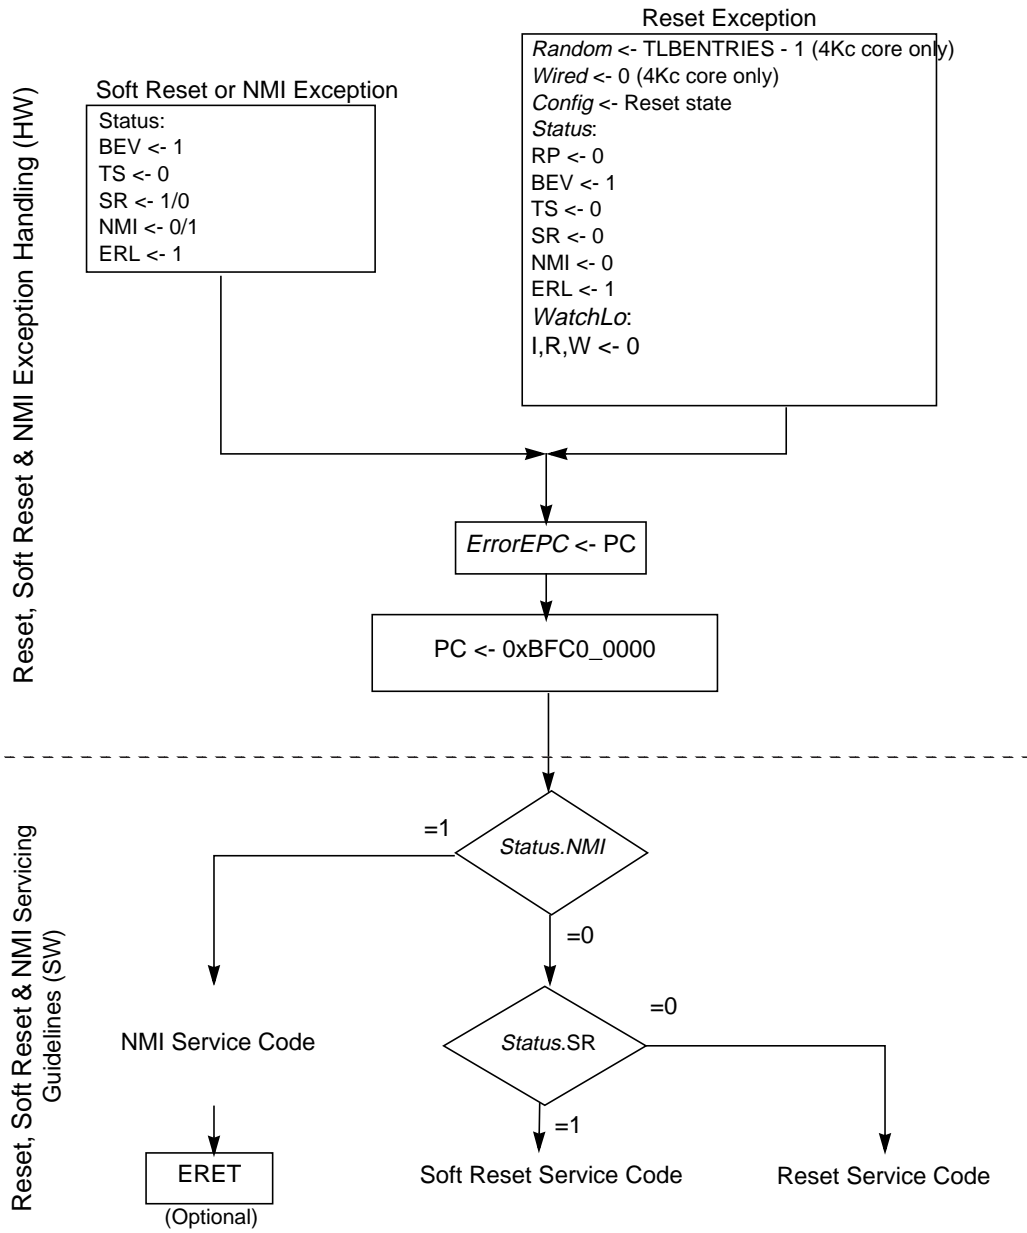 Reset Exception
Random <- TLBENTRIES - 1 (4Kc core only)
Wired <- 0 (4Kc core only)
Config <- Reset state
Status:
RP <- 0
BEV <- 1
TS <- 0
SR <- 0
NMI <- 0
ERL <- 1
WatchLo:
I,R,W <- 0
Soft Reset or NMI Exception
Status:
BEV <- 1
TS <- 0
SR <- 1/0
NMI <- 0/1
ERL <- 1
Reset, Soft Reset & NMI Exception Handling (HW)
ErrorEPC <- PC
PC <- 0xBFC0_0000
Reset, Soft Reset & NMI Servicing
Guidelines (SW)
Status.NMI
=1
=0
Status.SR
=0
=1
NMI Service Code
ERET
(Optional)
Soft Reset Service Code
Reset Service Code